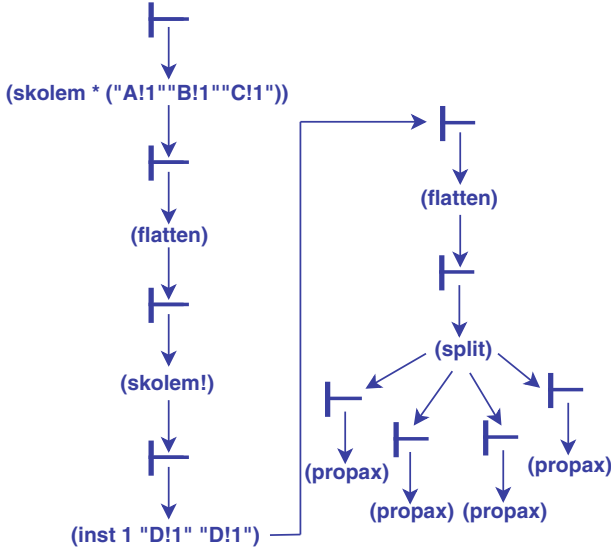 (skolem * ("A!1""B!1""C!1"))
(flatten)
(skolem!)
(inst 1 "D!1" "D!1")
(flatten)
(split)
(propax)
(propax)
(propax)
(propax)